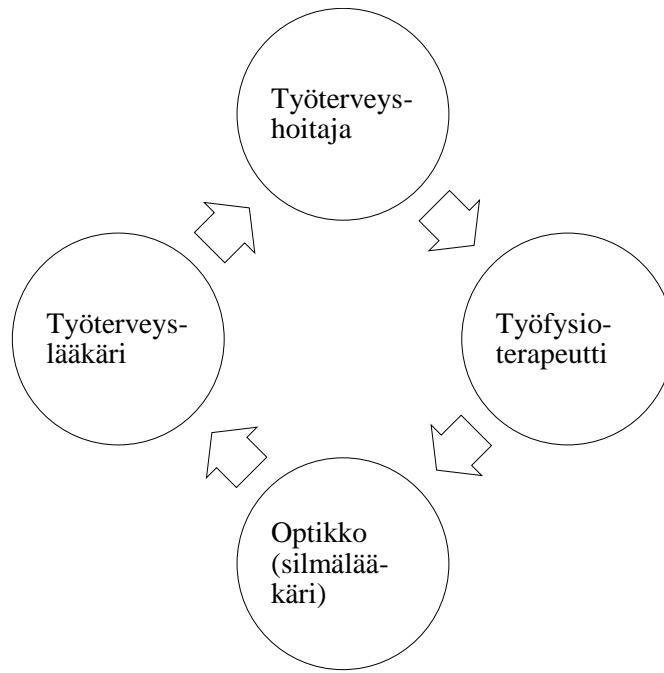 Työterveys-
hoitaja
Työterveys-
lääkäri
Työfysio-
terapeutti
Optikko
(silmälää-
käri)